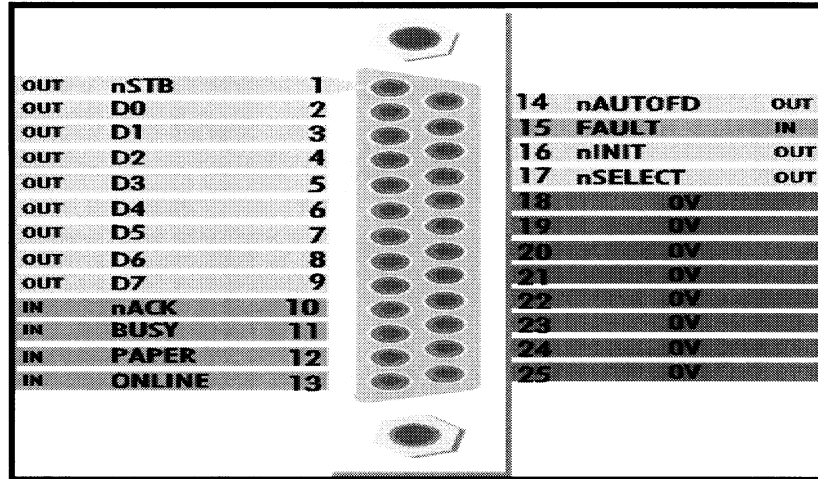 OUT nSTB 1
OUT D0 2
OUT D1 3
OUT D2 4
OUT D3 5
OUT D4 6
OUT D5 7
OUT D6 8
OUT D7 9
IN nACK 10
IN BUSY 11
IN PAPER 12
IN ONLINE 13
14 nAUTOFD OUT
15 FAULT IN
16 nINIT OUT
17 nSELECT OUT
18 0V
19 0V
20 0V
21 0V
22 0V
23 0V
24 0V
25 0V